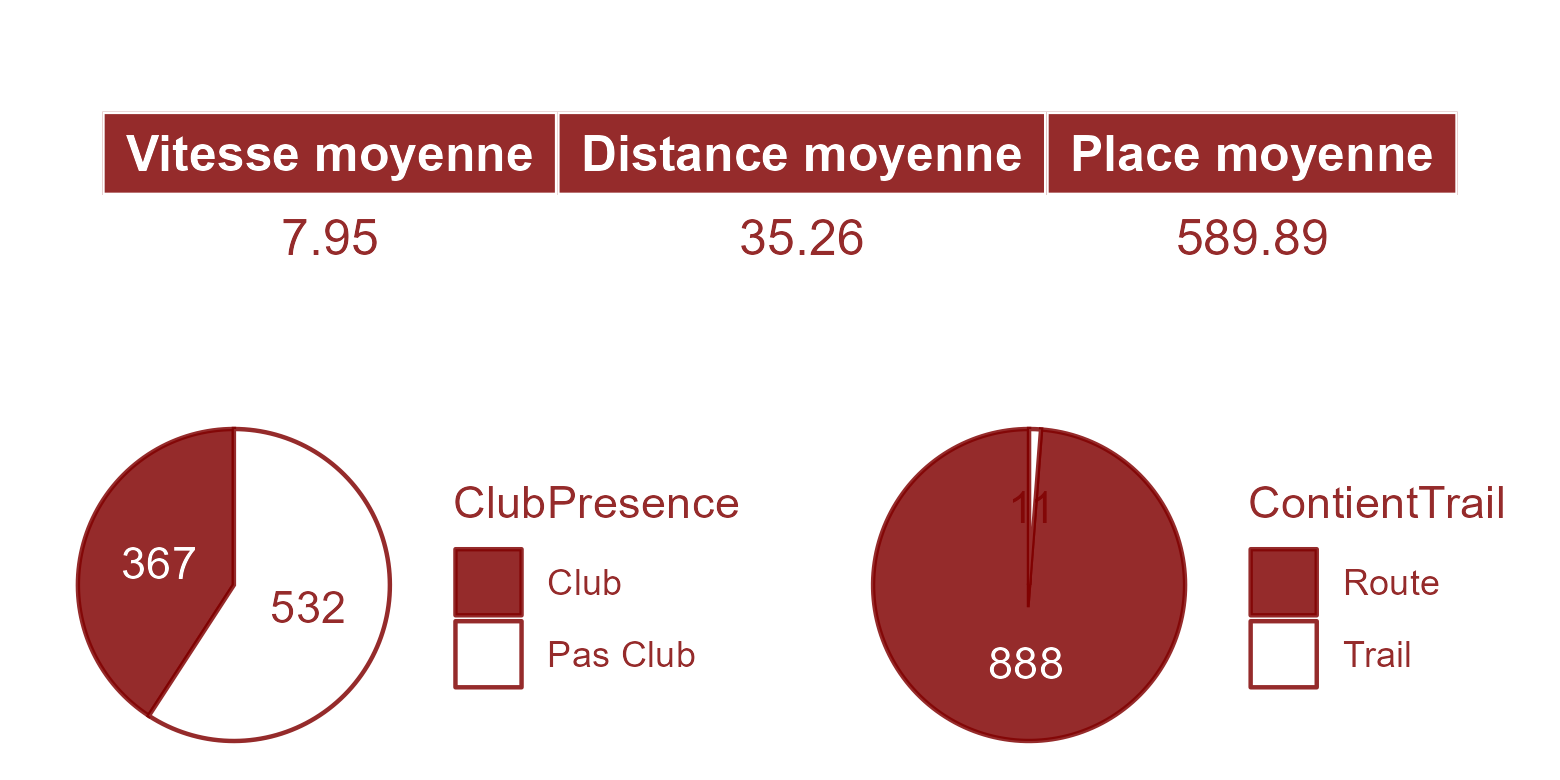 Vitesse moyenne Distance moyenne Place moyenne
7.95 35.26 589.89
367
532
ClubPresence
Club
Pas Club
11
888
ContientTrail
Route
Trail